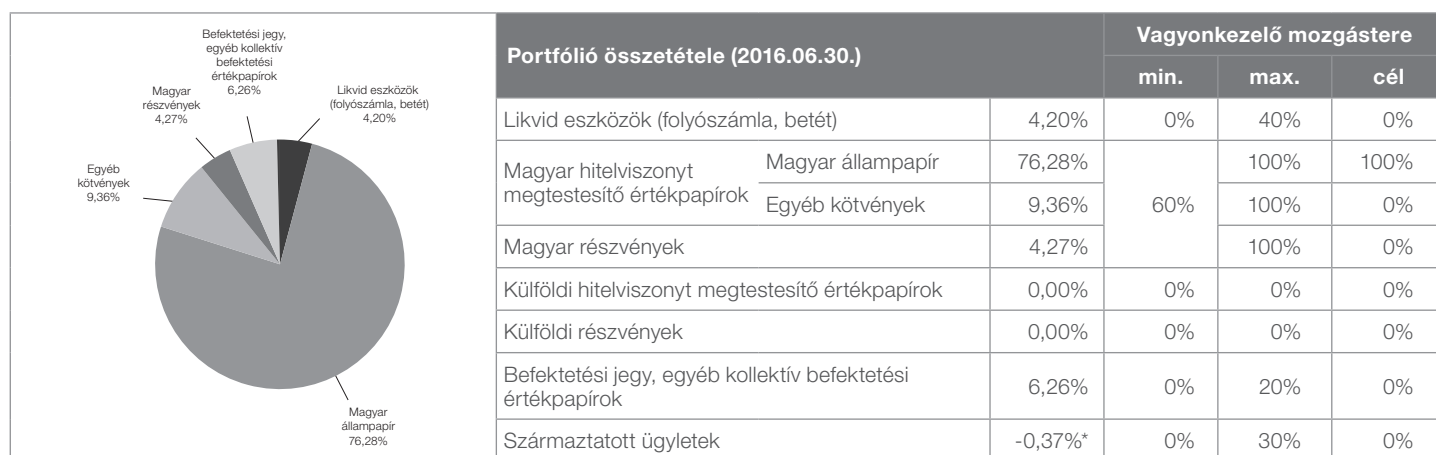 Befektetési jegy,
egyéb kollektív
befektetési
értékpapírok
6,26%
Likvid eszközök
(folyószámla, betét)
4,20%
Magyar
részvények
4,27%
Egyéb
kötvények
9,36%
Magyar
állampapír
76,28%
Portfólió összetétele (2016.06.30.) Vagyonkezelő mozgástere
min. max. cél
Likvid eszközök (folyószámla, betét) 4,20% 0% 40% 0%
Magyar hitelviszonyt
megtestesítő értékpapírok
Magyar állampapír 76,28% 60% 100% 100%
Egyéb kötvények 9,36% 100% 0%
Magyar részvények 4,27% 100% 0%
Külföldi hitelviszonyt megtestesítő értékpapírok 0,00% 0% 0% 0%
Külföldi részvények 0,00% 0% 0% 0%
Befektetési jegy, egyéb kollektív befektetési
értékpapírok 6,26% 0% 20% 0%
Származtatott ügyletek -0,37%* 0% 30% 0%